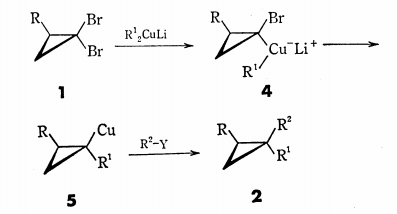 R Br Br
R¹₂CuLi
R Br Cu⁻Li⁺ R¹
1
4
R Cu R¹
R²–Y
R R² R¹
5
2